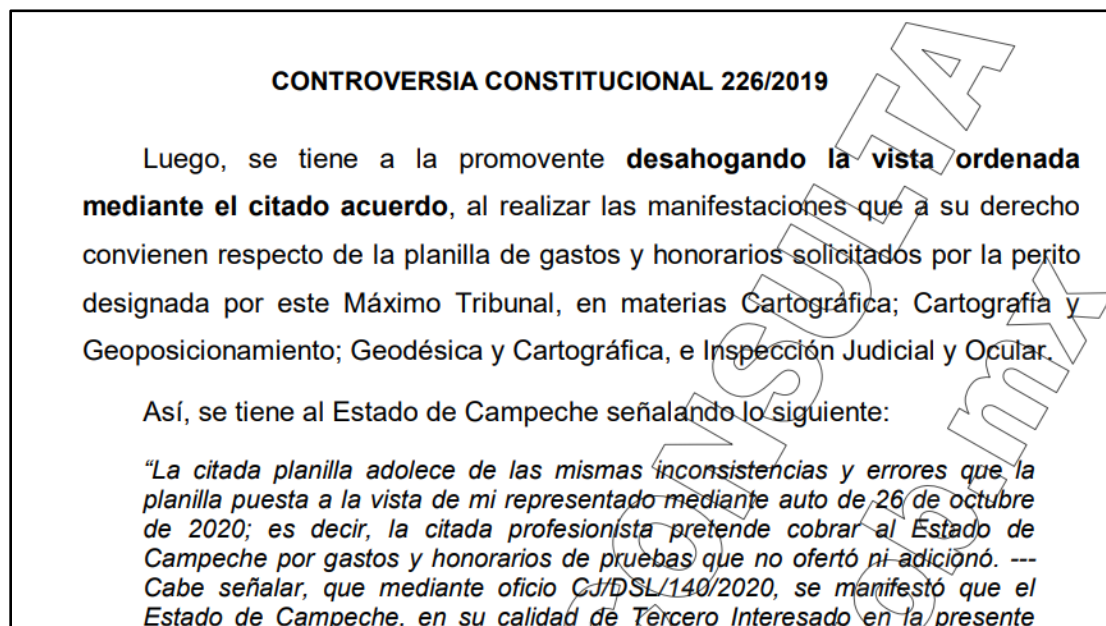 CONTROVERSIA CONSTITUCIONAL 226/2019
Luego, se tiene a la promovente desahogando la vista ordenada
mediante el citado acuerdo, al realizar las manifestaciones que a su derecho
convienen respecto de la planilla de gastos y honorarios solicitados por la perito
designada por este Máximo Tribunal, en materias Cartográfica; Cartografía y
Geoposicionamiento; Geodésica y Cartográfica, e Inspección Judicial y Ocular.
Así, se tiene al Estado de Campeche señalando lo siguiente:
“La citada planilla adolece de las mismas inconsistencias y errores que la
planilla puesta a la vista de mi representado mediante auto de 26 de octubre
de 2020; es decir, la citada profesionista pretende cobrar al Estado de
Campeche por gastos y honorarios de pruebas que no ofertó ni adicionó. ---
Cabe señalar, que mediante oficio CJ/DSL/140/2020, se manifestó que el
Estado de Campeche, en su calidad de Tercero Interesado en la presente
CONSULTA